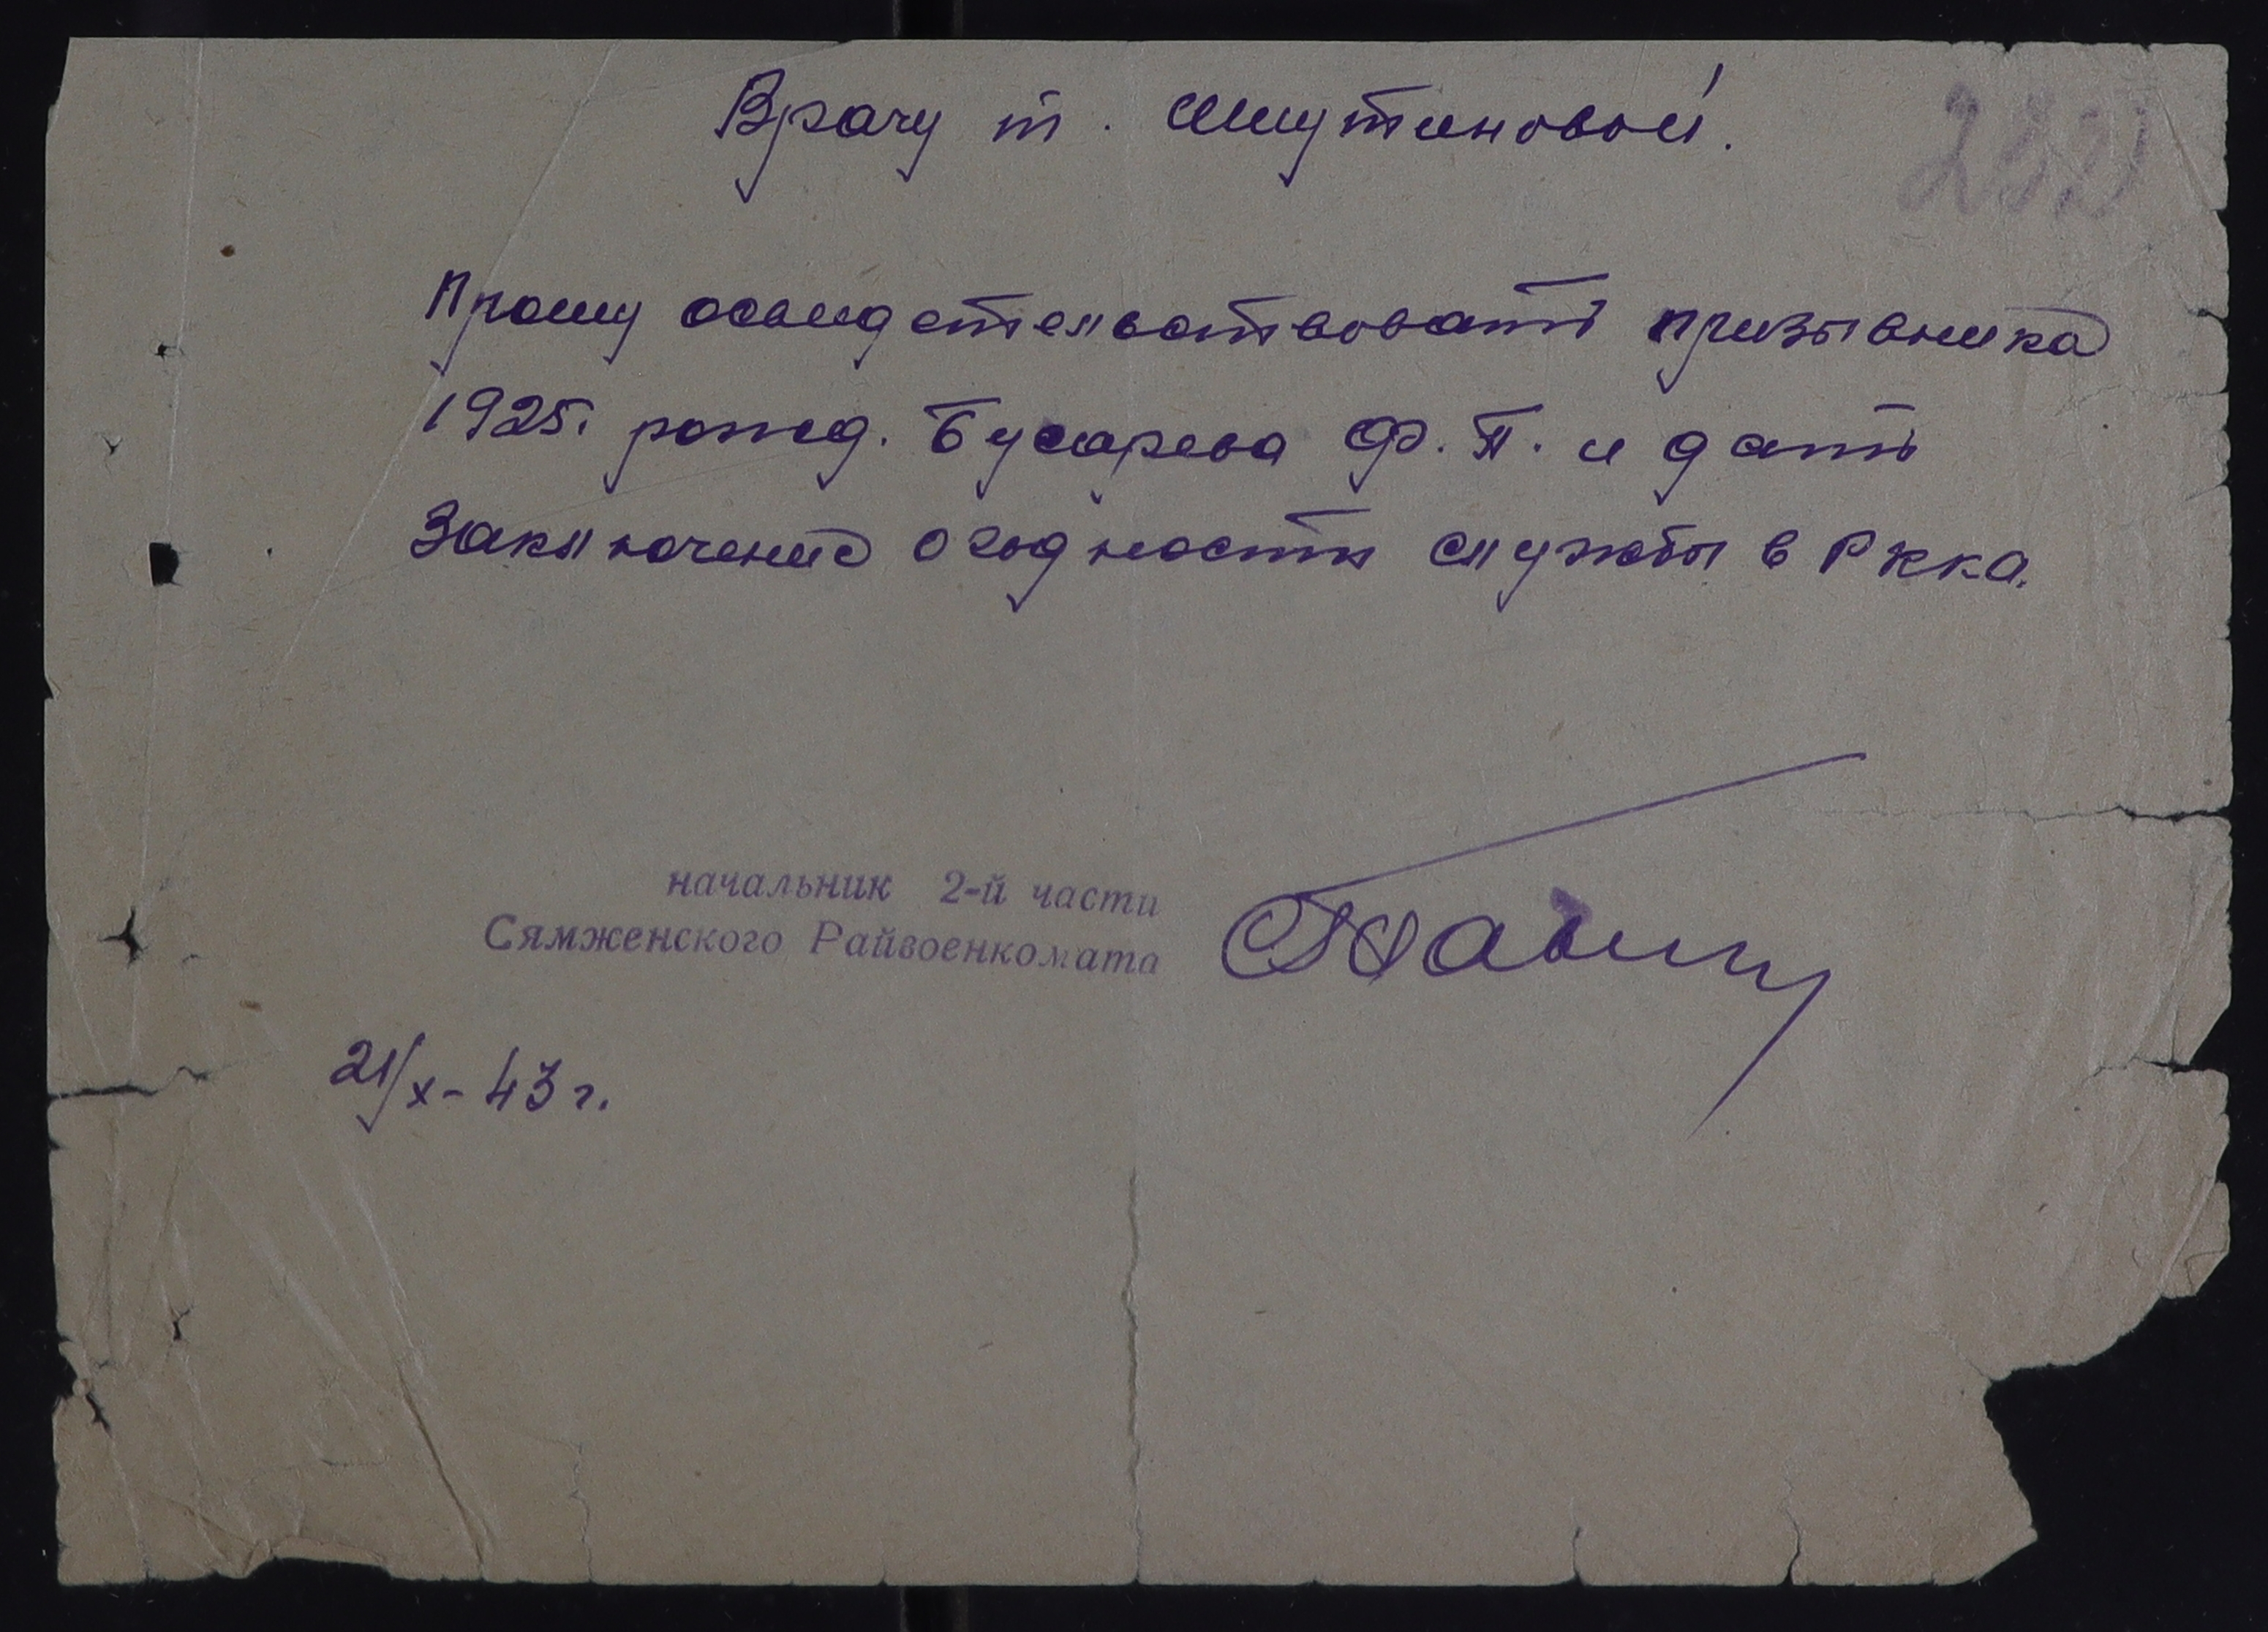 Врачу т. Шутиновой.
Прошу освидетельствовать призывника
1925. рожд. Бусарева Ф. П. и дать
Заключение о годности службы в РККА.
начальник 2-й части
Сямженского Райвоенкомата
21/x-43 г.